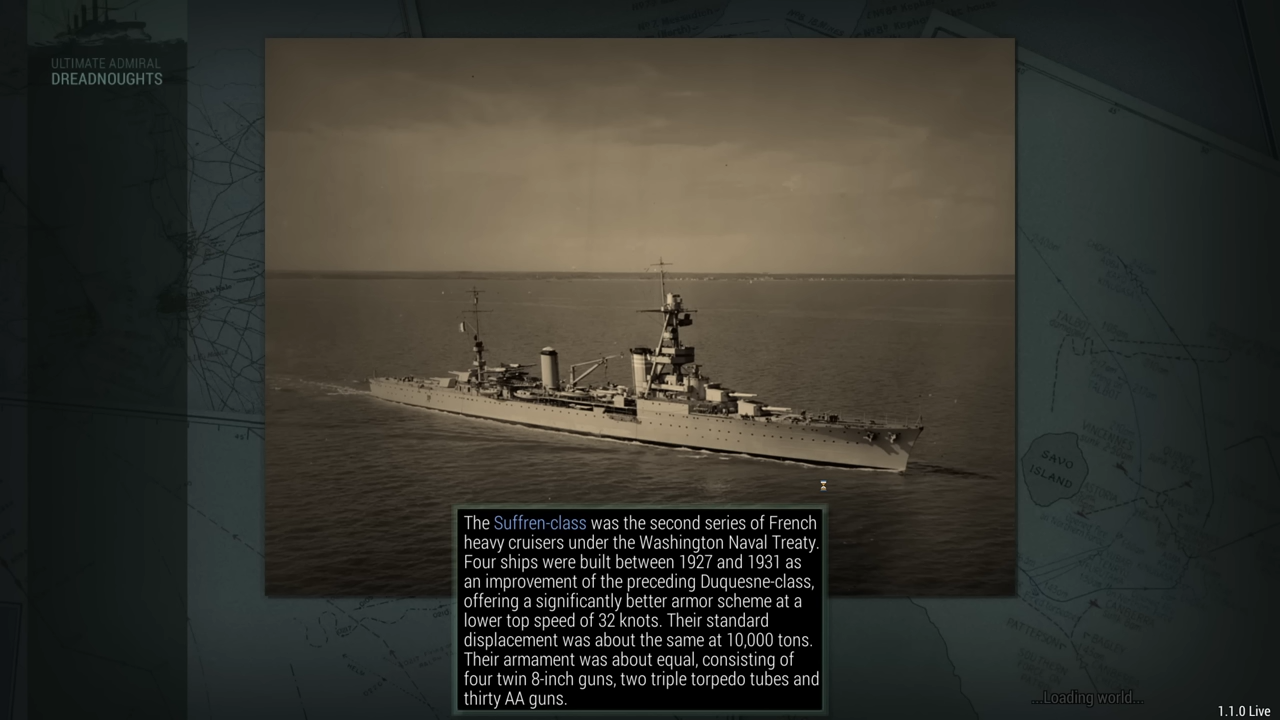 ULTIMATE ADMIRAL
DREADNOUGHTS
The Suffren-class was the second series of French
heavy cruisers under the Washington Naval Treaty.
Four ships were built between 1927 and 1931 as
an improvement of the preceding Duquesne-class,
offering a significantly better armor scheme at a
lower top speed of 32 knots. Their standard
displacement was about the same at 10,000 tons.
Their armament was about equal, consisting of
four twin 8-inch guns, two triple torpedo tubes and
thirty AA guns.
SAVO
ISLAND
...Loading world...
1.1.0 Live